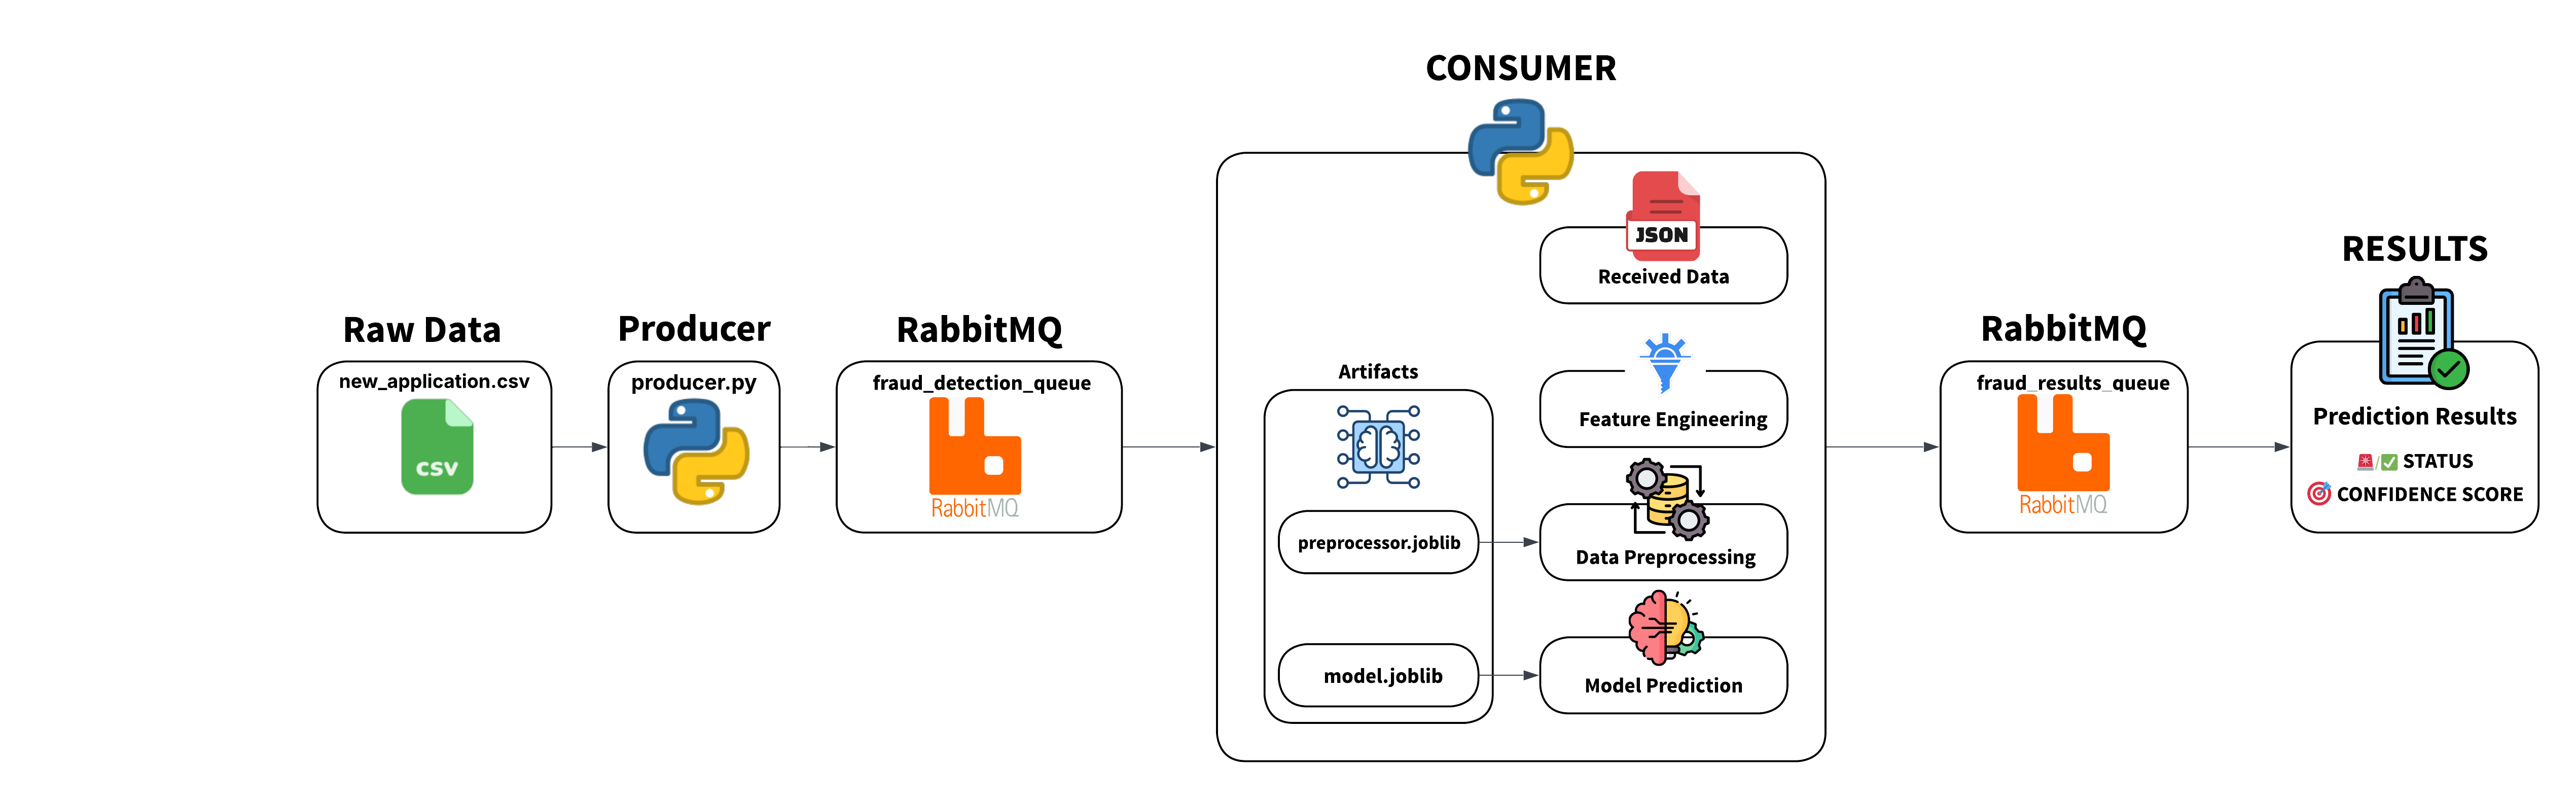 Raw Data
new_application.csv
CSV
Producer
producer.py
RabbitMQ
fraud_detection_queue
RabbitMQ
CONSUMER
JSON
Received Data
Feature Engineering
Artifacts
preprocessor.joblib
Data Preprocessing
model.joblib
Model Prediction
RabbitMQ
fraud_results_queue
RabbitMQ
RESULTS
Prediction Results
🚨/✅ STATUS
🎯 CONFIDENCE SCORE